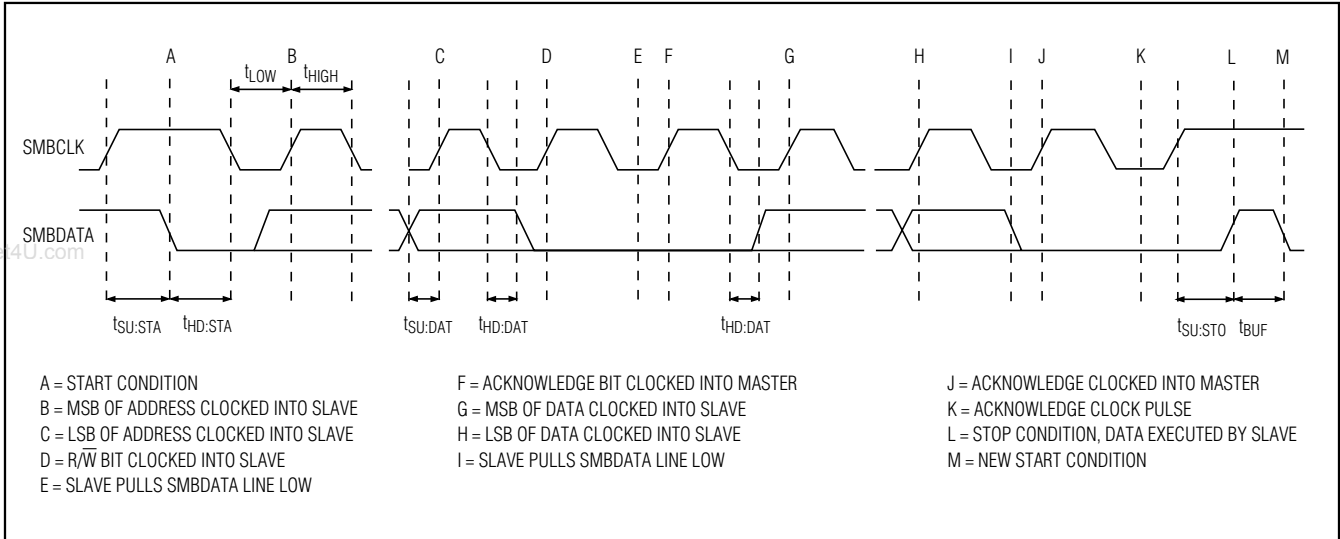 A B C D E F G H I J K L M
tLOW tHIGH
SMBCLK
SMBDATA
et4U.com
tSU:STA tHD:STA tSU:DAT tHD:DAT tHD:DAT tSU:STO tBUF
A = START CONDITION
B = MSB OF ADDRESS CLOCKED INTO SLAVE
C = LSB OF ADDRESS CLOCKED INTO SLAVE
D = R/W̅ BIT CLOCKED INTO SLAVE
E = SLAVE PULLS SMBDATA LINE LOW
F = ACKNOWLEDGE BIT CLOCKED INTO MASTER
G = MSB OF DATA CLOCKED INTO SLAVE
H = LSB OF DATA CLOCKED INTO SLAVE
I = SLAVE PULLS SMBDATA LINE LOW
J = ACKNOWLEDGE CLOCKED INTO MASTER
K = ACKNOWLEDGE CLOCK PULSE
L = STOP CONDITION, DATA EXECUTED BY SLAVE
M = NEW START CONDITION